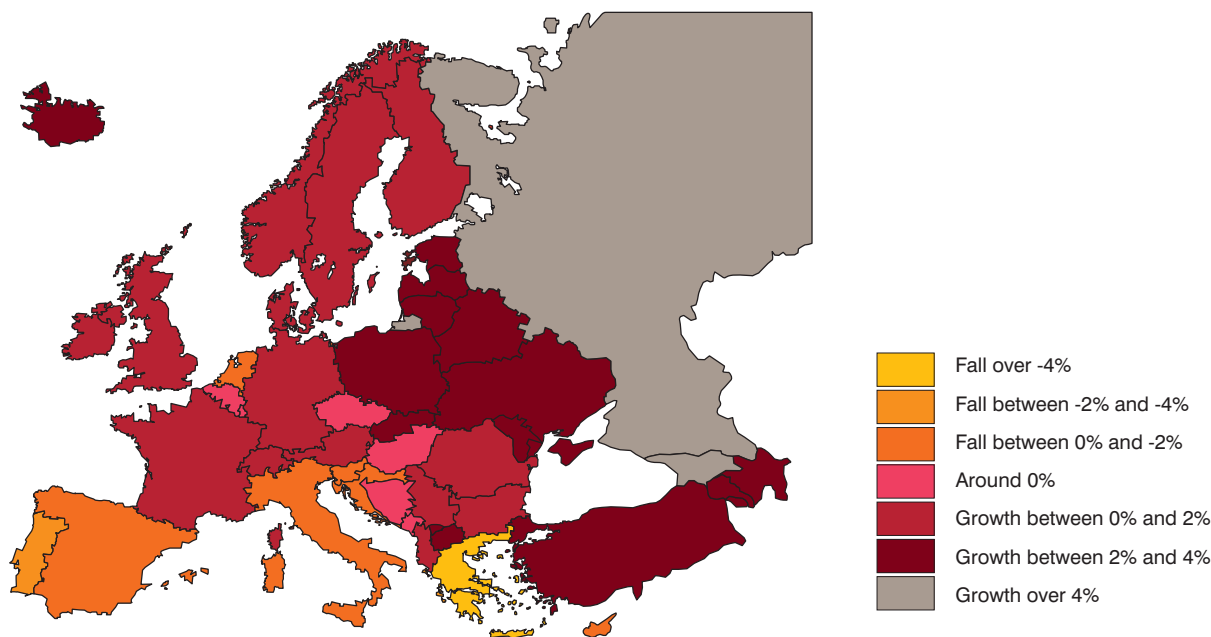 Fall over -4%
Fall between -2% and -4%
Fall between 0% and -2%
Around 0%
Growth between 0% and 2%
Growth between 2% and 4%
Growth over 4%